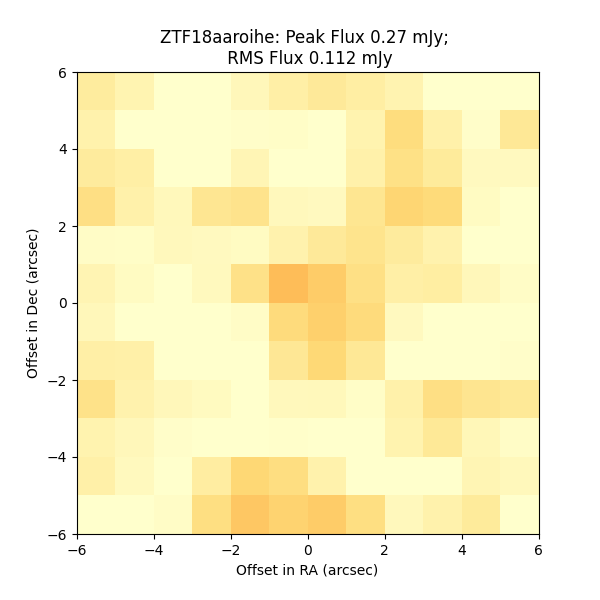 ZTF18aaroihe: Peak Flux 0.27 mJy;
RMS Flux 0.112 mJy
6
4
2
0
−2
−4
−6
Offset in Dec (arcsec)
−6 −4 −2 0 2 4 6
Offset in RA (arcsec)